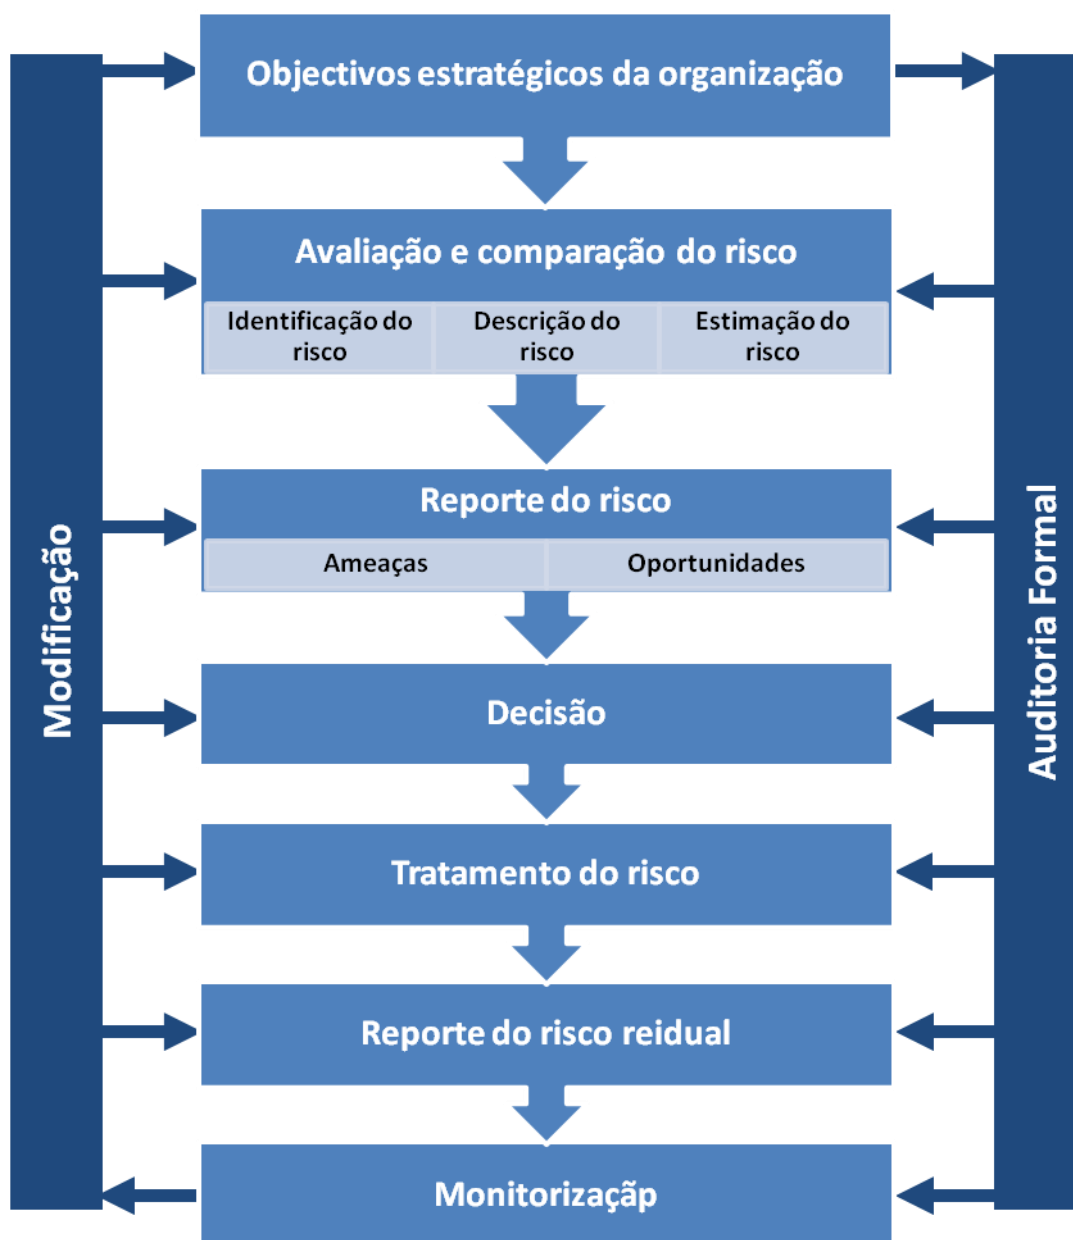 Objectivos estratégicos da organização
Avaliação e comparação do risco
Identificação do
risco
Descrição do
risco
Estimação do
risco
Reporte do risco
Ameaças
Oportunidades
Decisão
Tratamento do risco
Reporte do risco reidual
Monitorizaçãp
Modificação
Auditoria Formal